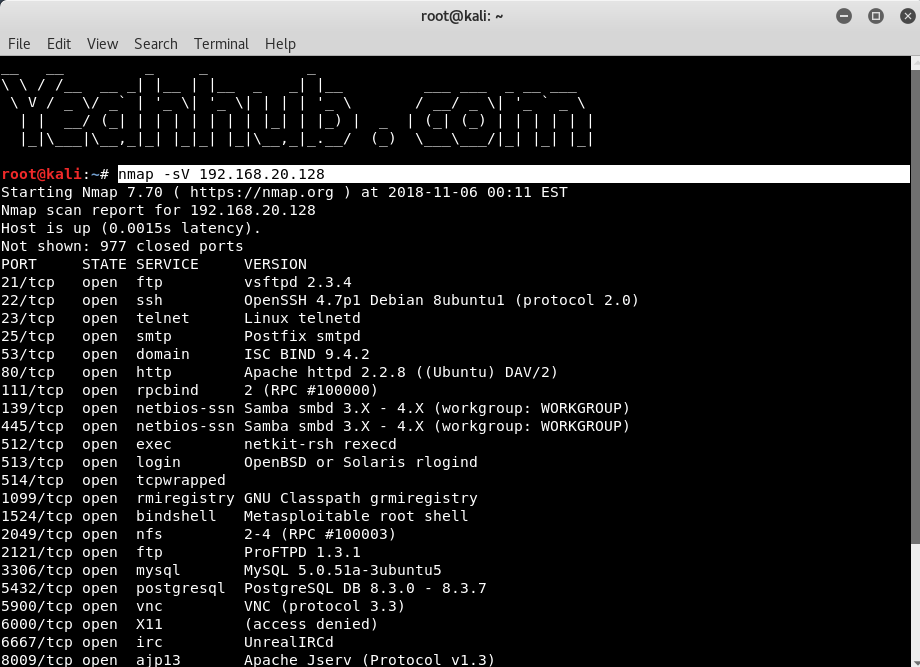 root@kali: ~
File Edit View Search Terminal Help
Yeahhub.com
root@kali:~# nmap -sV 192.168.20.128
Starting Nmap 7.70 ( https://nmap.org ) at 2018-11-06 00:11 EST
Nmap scan report for 192.168.20.128
Host is up (0.0015s latency).
Not shown: 977 closed ports
PORT     STATE SERVICE     VERSION
21/tcp   open  ftp         vsftpd 2.3.4
22/tcp   open  ssh         OpenSSH 4.7p1 Debian 8ubuntu1 (protocol 2.0)
23/tcp   open  telnet      Linux telnetd
25/tcp   open  smtp        Postfix smtpd
53/tcp   open  domain      ISC BIND 9.4.2
80/tcp   open  http        Apache httpd 2.2.8 ((Ubuntu) DAV/2)
111/tcp  open  rpcbind     2 (RPC #100000)
139/tcp  open  netbios-ssn Samba smbd 3.X - 4.X (workgroup: WORKGROUP)
445/tcp  open  netbios-ssn Samba smbd 3.X - 4.X (workgroup: WORKGROUP)
512/tcp  open  exec        netkit-rsh rexecd
513/tcp  open  login       OpenBSD or Solaris rlogind
514/tcp  open  tcpwrapped
1099/tcp open  rmiregistry GNU Classpath grmiregistry
1524/tcp open  bindshell   Metasploitable root shell
2049/tcp open  nfs         2-4 (RPC #100003)
2121/tcp open  ftp         ProFTPD 1.3.1
3306/tcp open  mysql       MySQL 5.0.51a-3ubuntu5
5432/tcp open  postgresql  PostgreSQL DB 8.3.0 - 8.3.7
5900/tcp open  vnc         VNC (protocol 3.3)
6000/tcp open  X11         (access denied)
6667/tcp open  irc         UnrealIRCd
8009/tcp open  ajp13       Apache Jserv (Protocol v1.3)